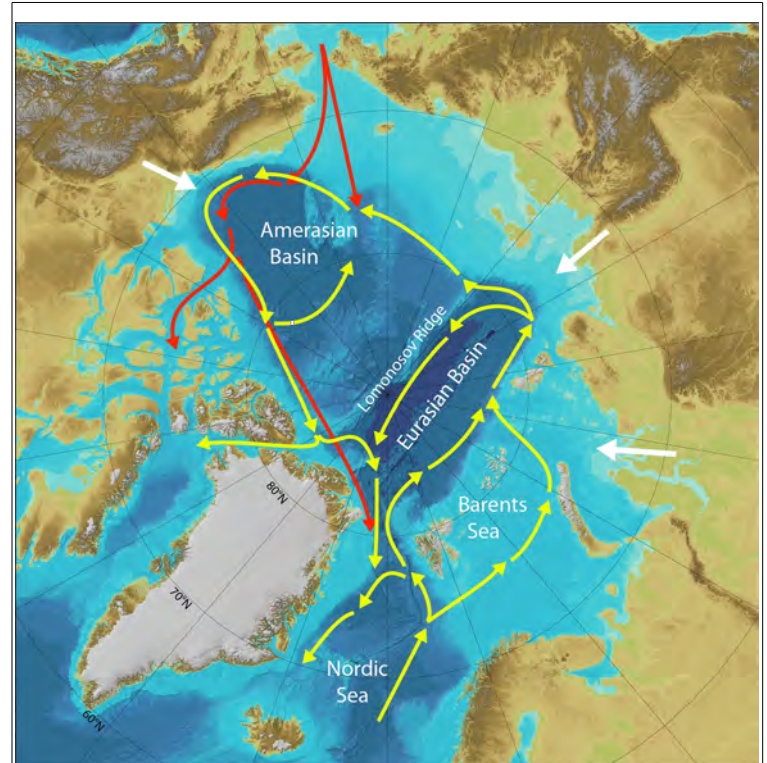 Amerasian
Basin
Lomonosov Ridge
Eurasian Basin
Barents
Sea
80°N
70°N
Nordic
Sea
60°N